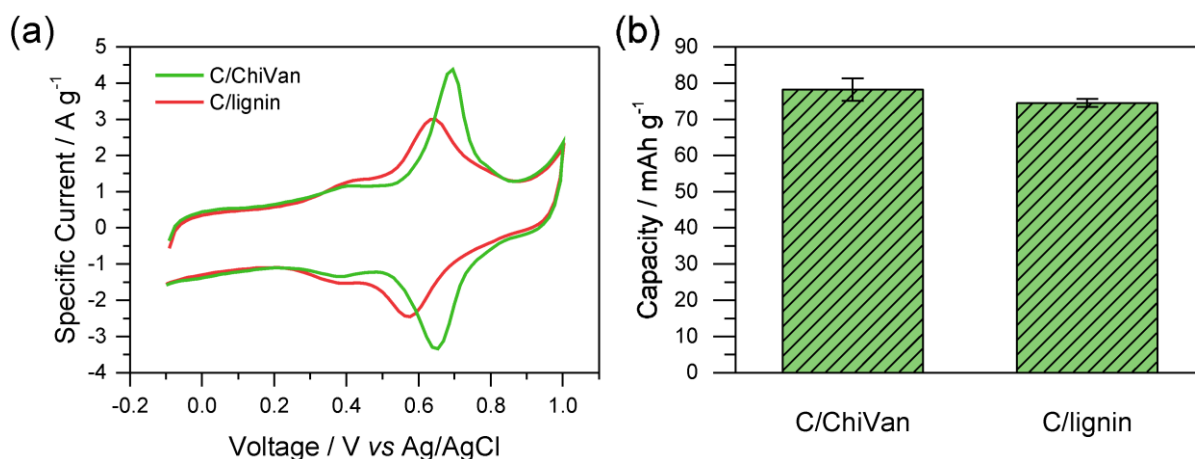 (a)
5
4
3
2
1
0
-1
-2
-3
-4
-0.2 0.0 0.2 0.4 0.6 0.8 1.0
Specific Current / A g⁻¹
Voltage / V vs Ag/AgCl
C/ChiVan
C/lignin
(b)
90
80
70
60
50
40
30
20
10
0
Capacity / mAh g⁻¹
C/ChiVan C/lignin